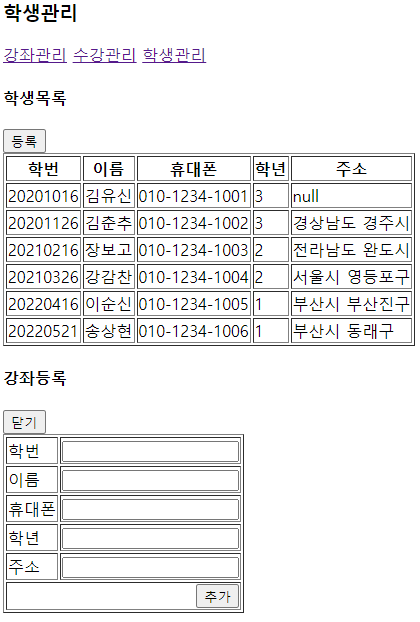 학생관리
강좌관리 수강관리 학생관리
학생목록
등록
학번 이름 휴대폰 학년 주소
20201016 김유신 010-1234-1001 3 null
20201126 김춘추 010-1234-1002 3 경상남도 경주시
20210216 장보고 010-1234-1003 2 전라남도 완도시
20210326 강감찬 010-1234-1004 2 서울시 영등포구
20220416 이순신 010-1234-1005 1 부산시 부산진구
20220521 송상현 010-1234-1006 1 부산시 동래구
강좌등록
닫기
학번
이름
휴대폰
학년
주소
추가